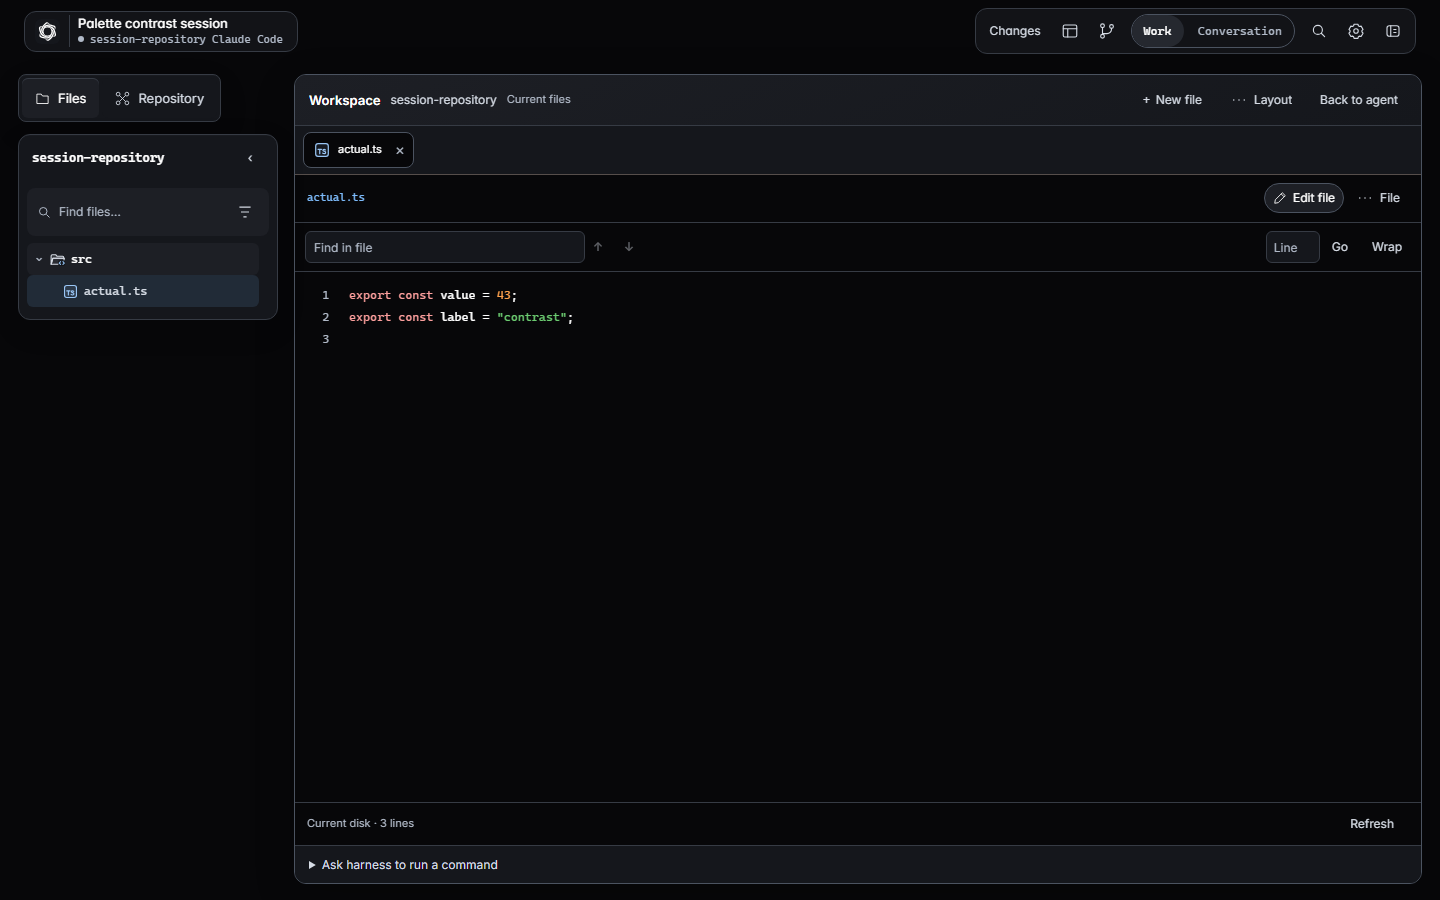 Palette contrast session
session-repository Claude Code
Changes
Work
Conversation
Files
Repository
session-repository
Find files...
src
TS actual.ts
Workspace session-repository Current files
+ New file
··· Layout
Back to agent
TS actual.ts ×
actual.ts
Edit file
··· File
Find in file
Line
Go
Wrap
1 export const value = 43;
2 export const label = "contrast";
3
Current disk · 3 lines
Refresh
Ask harness to run a command